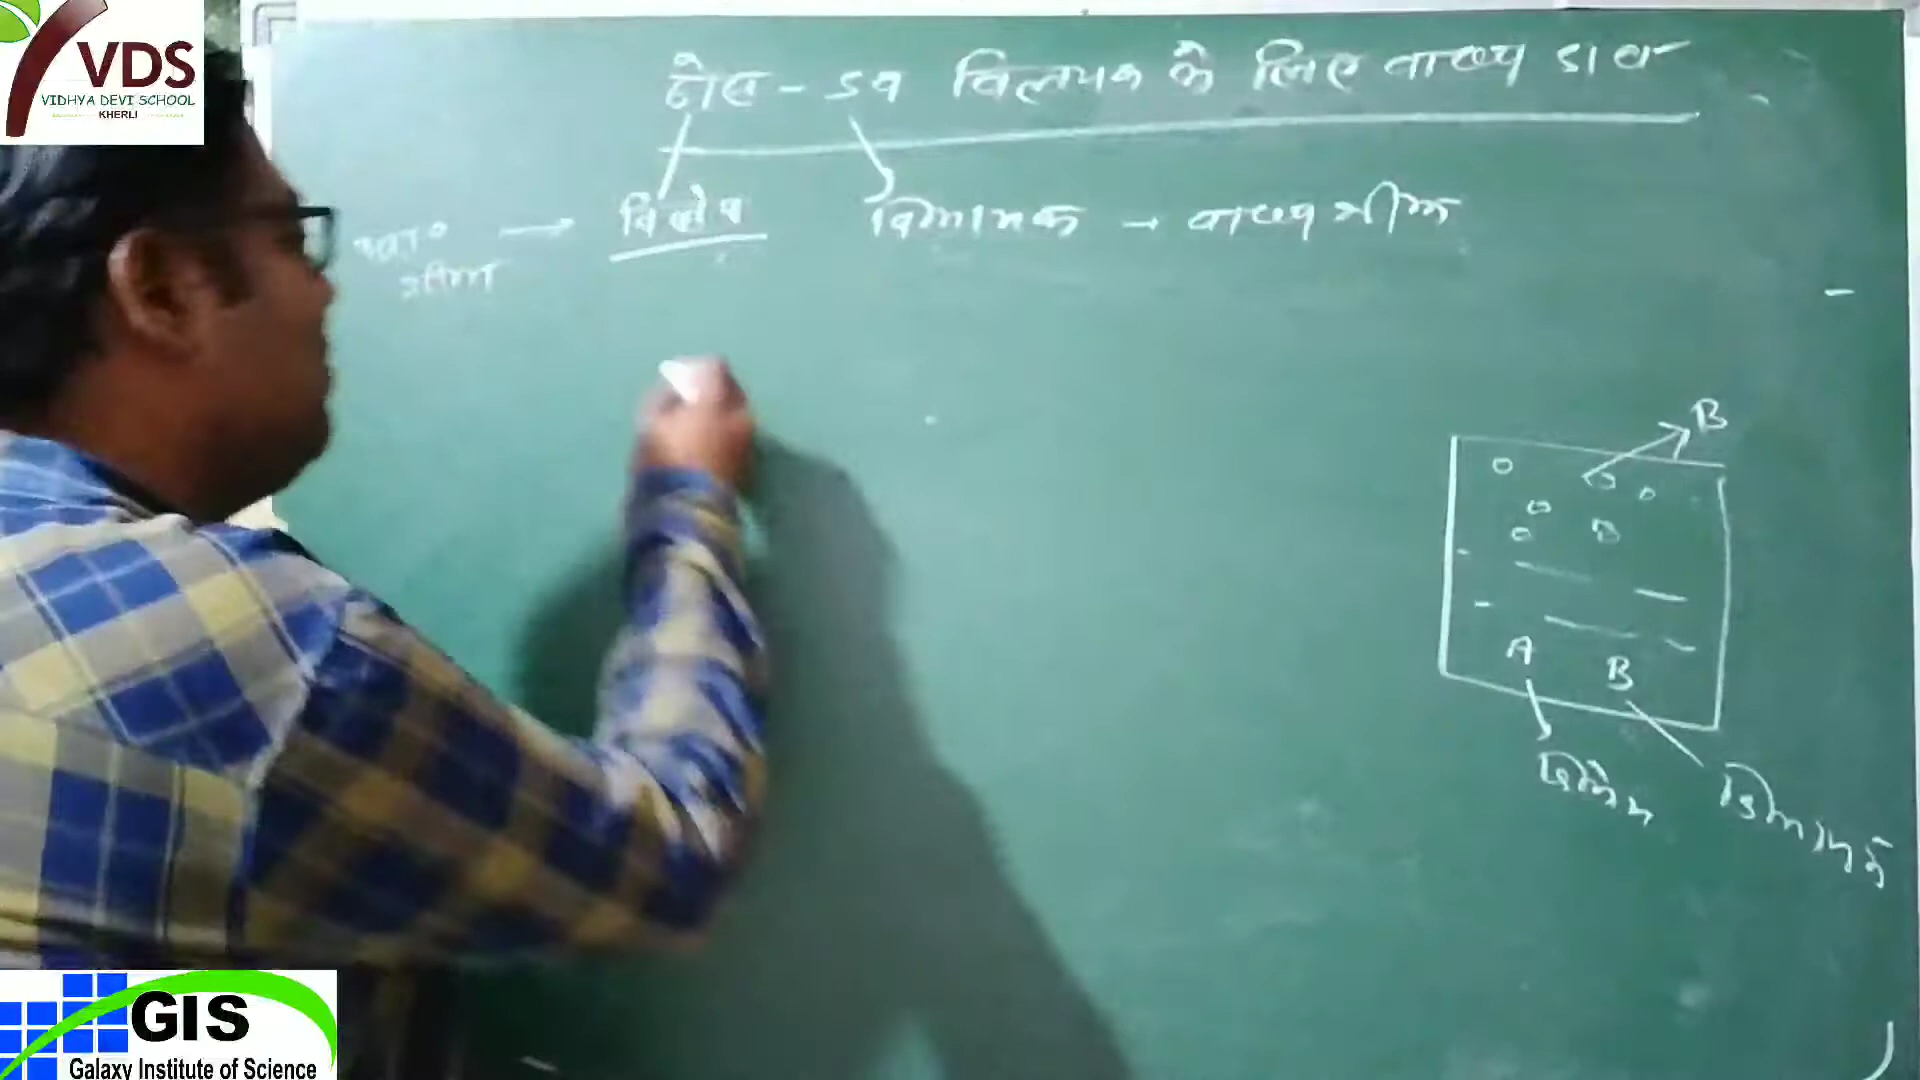 VDS
VIDHYA DEVI SCHOOL
KHERLI
ठोस - द्रव विलयन के लिए वाष्प दाब
विलेय विलायक → वाष्पशील
B
A B
विलेय
GIS
Galaxy Institute of Science